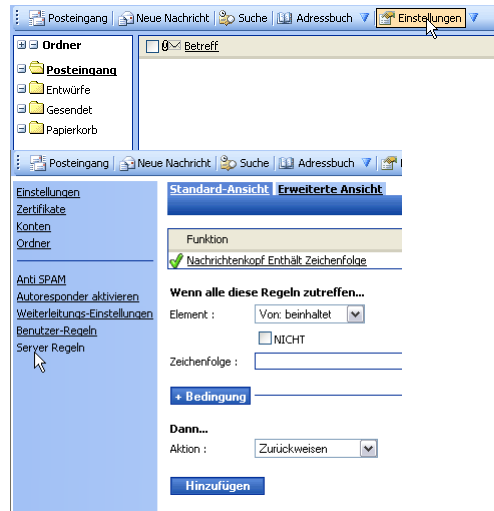 Posteingang Neue Nachricht Suche Adressbuch Einstellungen
Ordner Betreff
Posteingang
Entwürfe
Gesendet
Papierkorb
Posteingang Neue Nachricht Suche Adressbuch
Einstellungen
Zertifikate
Konten
Ordner
Anti SPAM
Autoresponder aktivieren
Weiterleitungs-Einstellungen
Benutzer-Regeln
Server Regeln
Standard-Ansicht Erweiterte Ansicht
Funktion
Nachrichtenkopf Enthält Zeichenfolge
Wenn alle diese Regeln zutreffen...
Element : Von: beinhaltet
NICHT
Zeichenfolge :
+ Bedingung
Dann...
Aktion : Zurückweisen
Hinzufügen